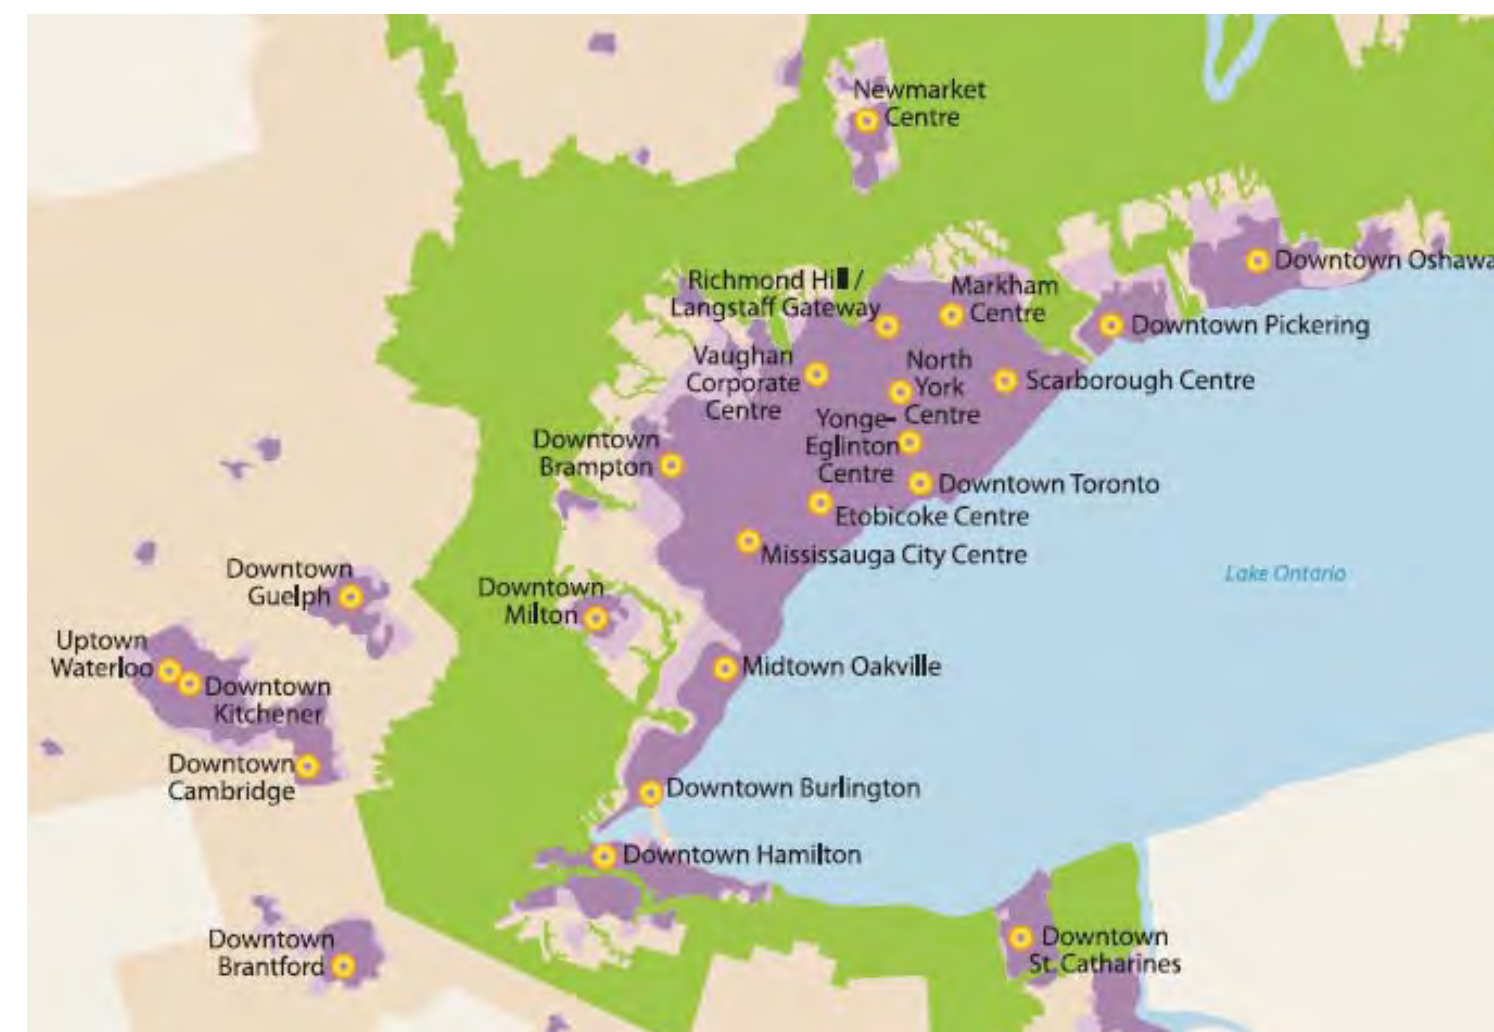 Newmarket
Centre
Richmond Hill /
Langstaff Gateway
Markham
Centre
Downtown Oshawa
Downtown Pickering
Vaughan
Corporate
Centre
North
York
Centre
Scarborough Centre
Yonge-
Eglinton
Centre
Downtown
Brampton
Downtown Toronto
Etobicoke Centre
Mississauga City Centre
Lake Ontario
Downtown
Guelph
Downtown
Milton
Uptown
Waterloo
Downtown
Kitchener
Midtown Oakville
Downtown
Cambridge
Downtown Burlington
Downtown Hamilton
Downtown
Brantford
Downtown
St. Catharines